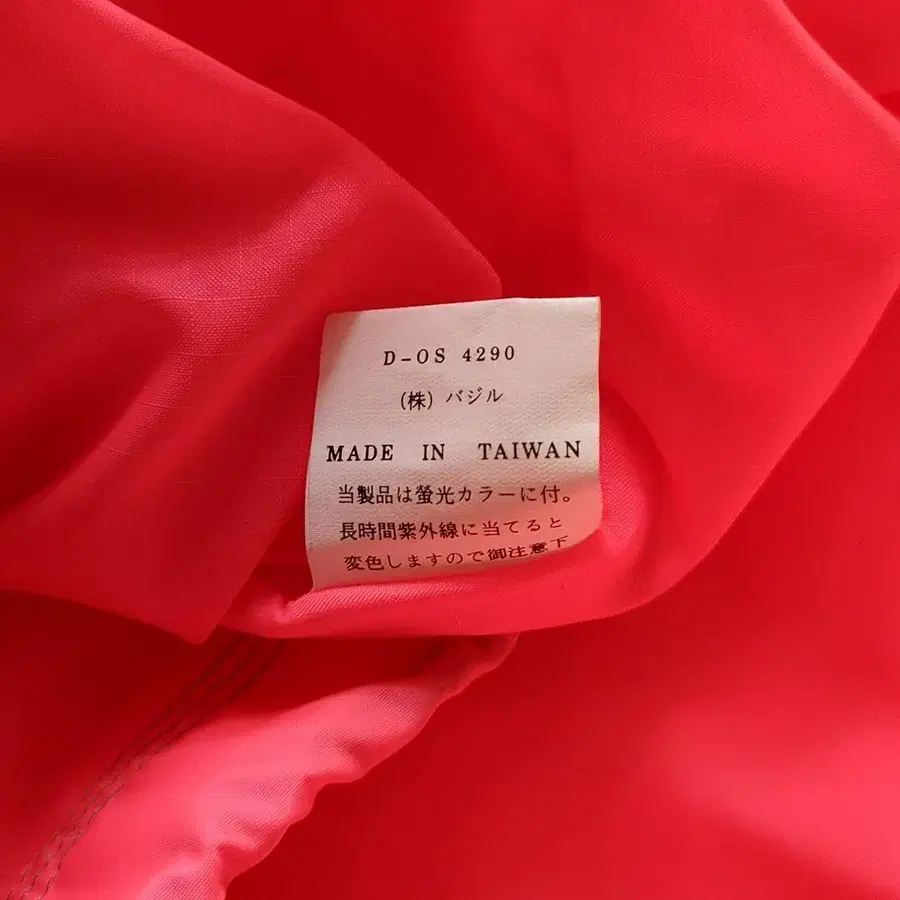 D-OS 4290
(株) バジル
MADE IN TAIWAN
当製品は螢光カラーに付。
長時間紫外線に当てると
変色しますので御注意下